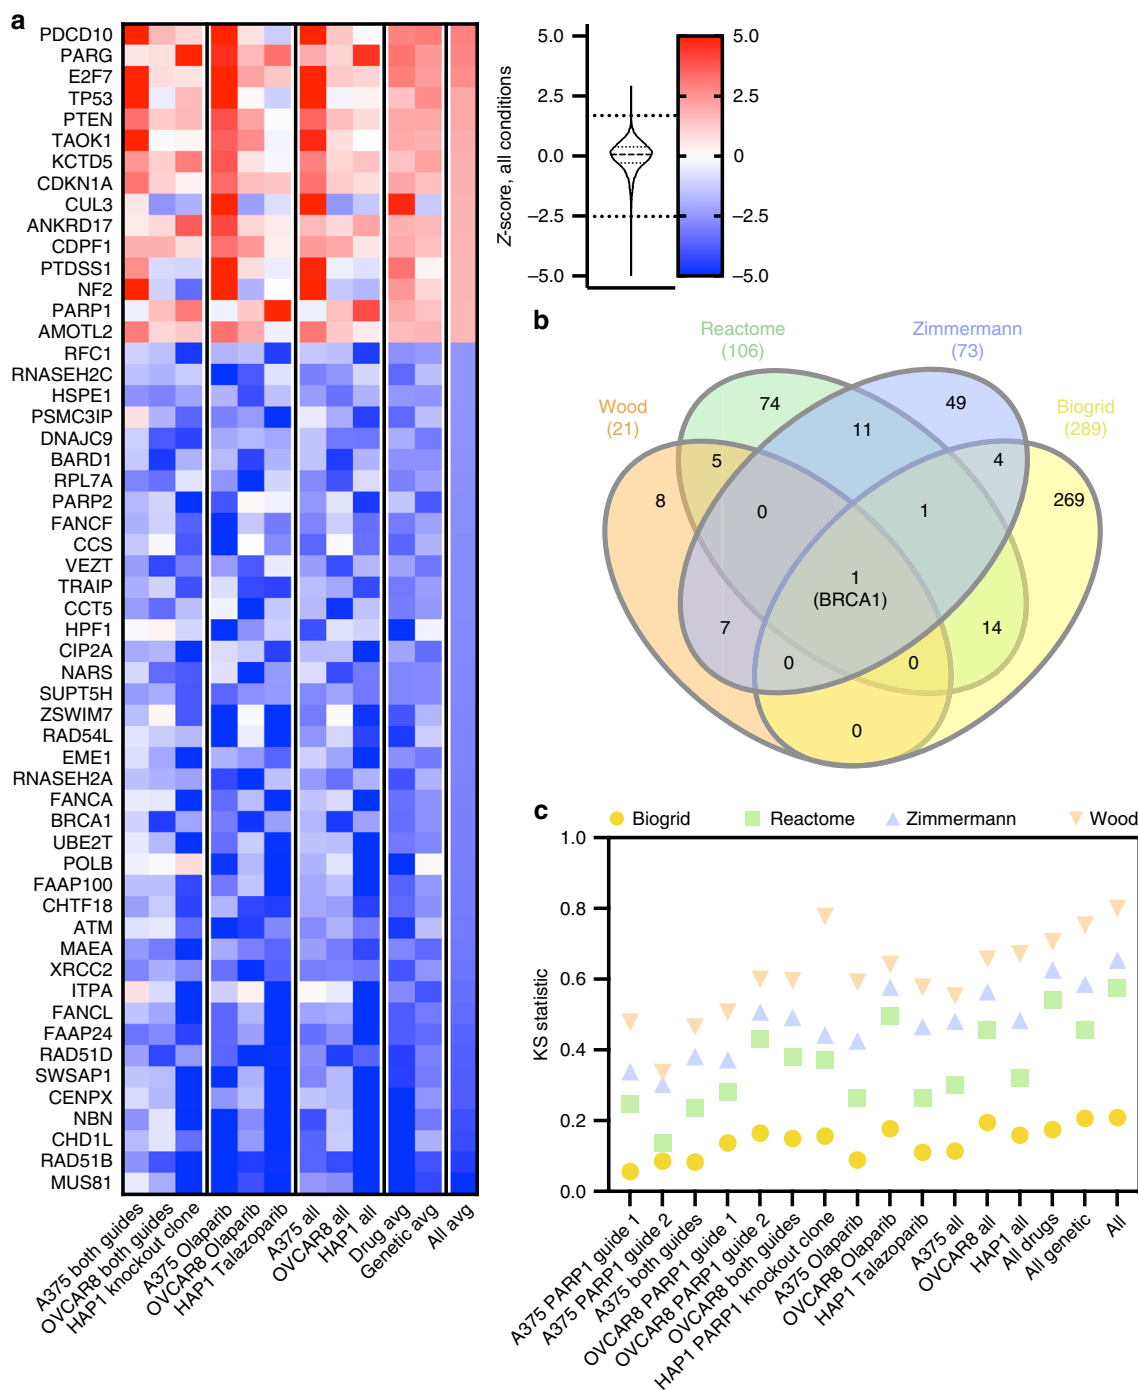 a
PDCD10
PARG
E2F7
TP53
PTEN
TAOK1
KCTD5
CDKN1A
CUL3
ANKRD17
CDPF1
PTDSS1
NF2
PARP1
AMOTL2
RFC1
RNASEH2C
HSPE1
PSMC3IP
DNAJC9
BARD1
RPL7A
PARP2
FANCF
CCS
VEZT
TRAIP
CCT5
HPF1
CIP2A
NARS
SUPT5H
ZSWIM7
RAD54L
EME1
RNASEH2A
FANCA
BRCA1
UBE2T
POLB
FAAP100
CHTF18
ATM
MAEA
XRCC2
ITPA
FANCL
FAAP24
RAD51D
SWSAP1
CENPX
NBN
CHD1L
RAD51B
MUS81
A375 both guides
OVCAR8 both guides
HAP1 knockout clone
A375 Olaparib
OVCAR8 Olaparib
HAP1 Talazoparib
A375 all
OVCAR8 all
HAP1 all
Drug avg
Genetic avg
All avg
Z-score, all conditions
5.0
2.5
0.0
−2.5
−5.0
5.0
2.5
0
−2.5
−5.0
b
Reactome
(106)
Zimmermann
(73)
Wood
(21)
Biogrid
(289)
74
49
11
5
4
8
0
1
269
1
(BRCA1)
7
14
0
0
0
c
Biogrid
Reactome
Zimmermann
Wood
KS statistic
1.0
0.8
0.6
0.4
0.2
0.0
A375 PARP1 guide 1
A375 PARP1 guide 2
A375 both guides
OVCAR8 PARP1 guide 1
OVCAR8 PARP1 guide 2
OVCAR8 both guides
HAP1 PARP1 knockout clone
A375 Olaparib
OVCAR8 Olaparib
HAP1 Talazoparib
A375 all
OVCAR8 all
HAP1 all
All drugs
All genetic
All